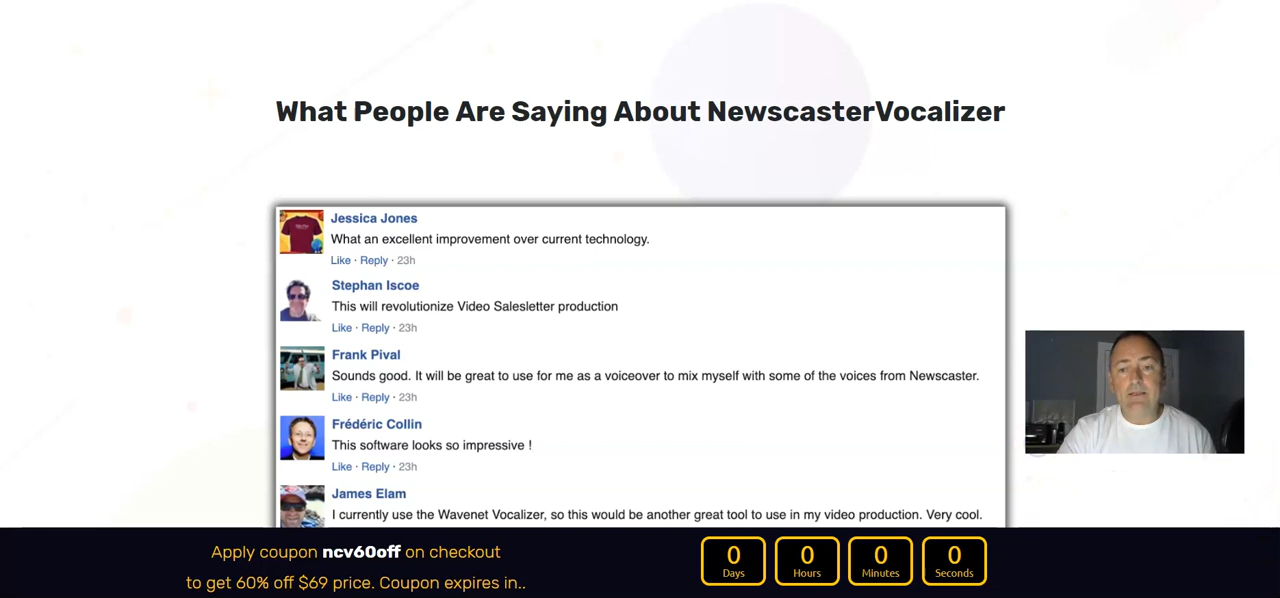 What People Are Saying About NewscasterVocalizer
Jessica Jones
What an excellent improvement over current technology.
Like · Reply · 23h
Stephan Iscoe
This will revolutionize Video Salesletter production
Like · Reply · 23h
Frank Pival
Sounds good. It will be great to use for me as a voiceover to mix myself with some of the voices from Newscaster.
Like · Reply · 23h
Frédéric Collin
This software looks so impressive !
Like · Reply · 23h
James Elam
I currently use the Wavenet Vocalizer, so this would be another great tool to use in my video production. Very cool.
Apply coupon ncv60off on checkout
to get 60% off $69 price. Coupon expires in..
0 0 0 0
Days Hours Minutes Seconds